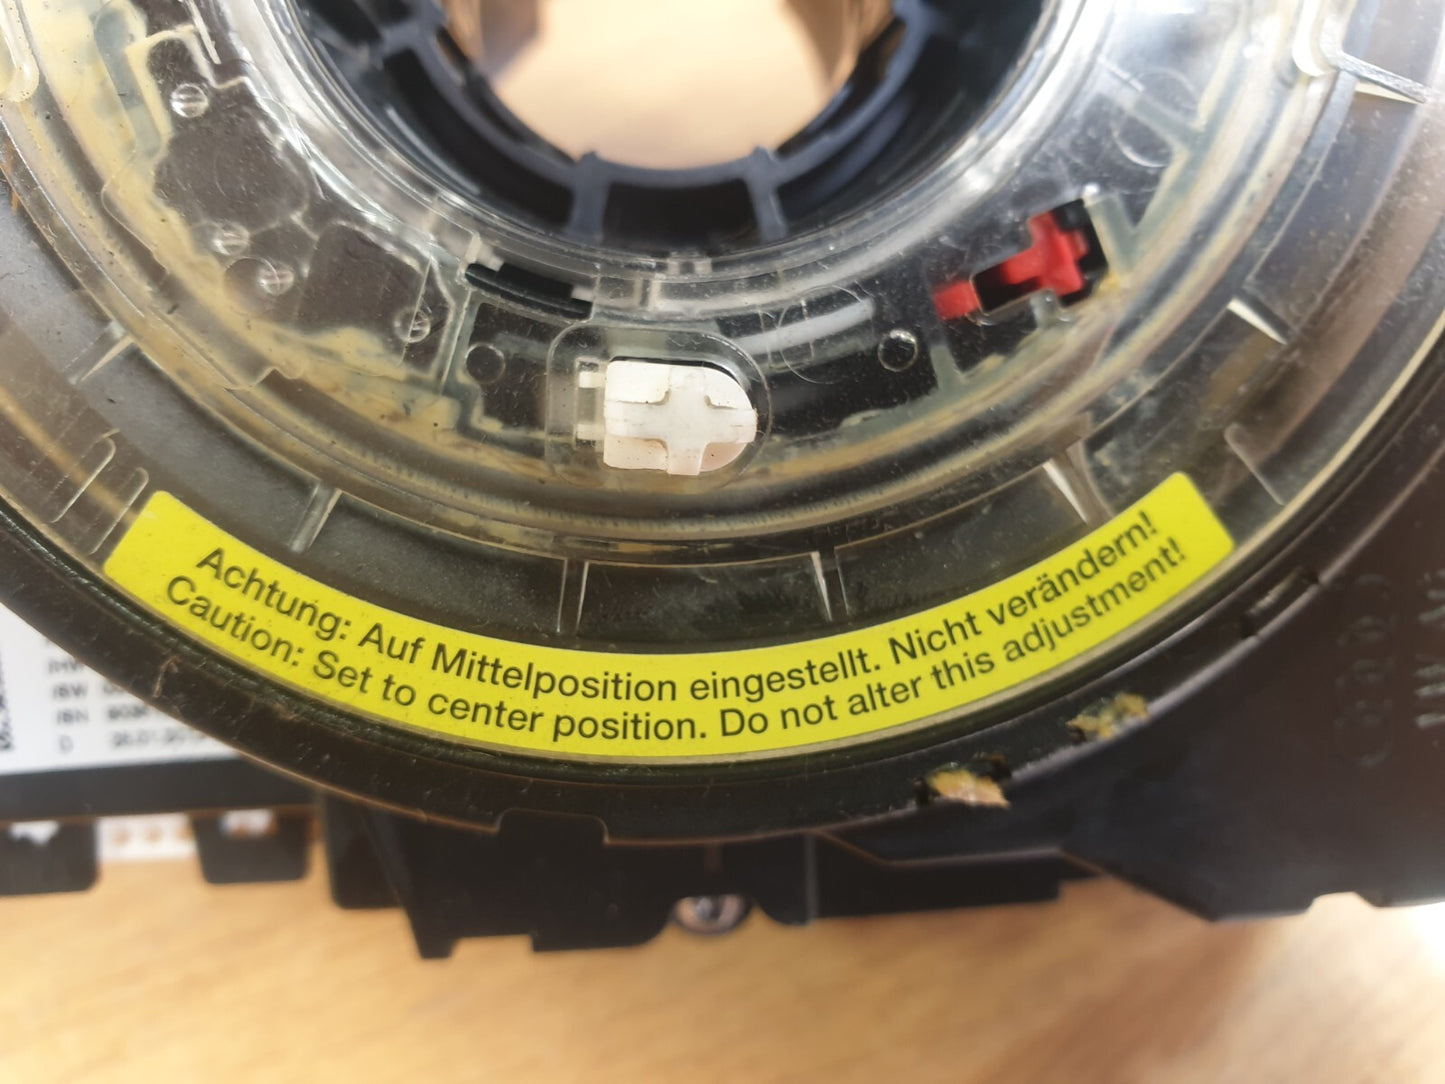 Achtung: Auf Mittelposition eingestellt. Nicht verändern!
Caution: Set to center position. Do not alter this adjustment!